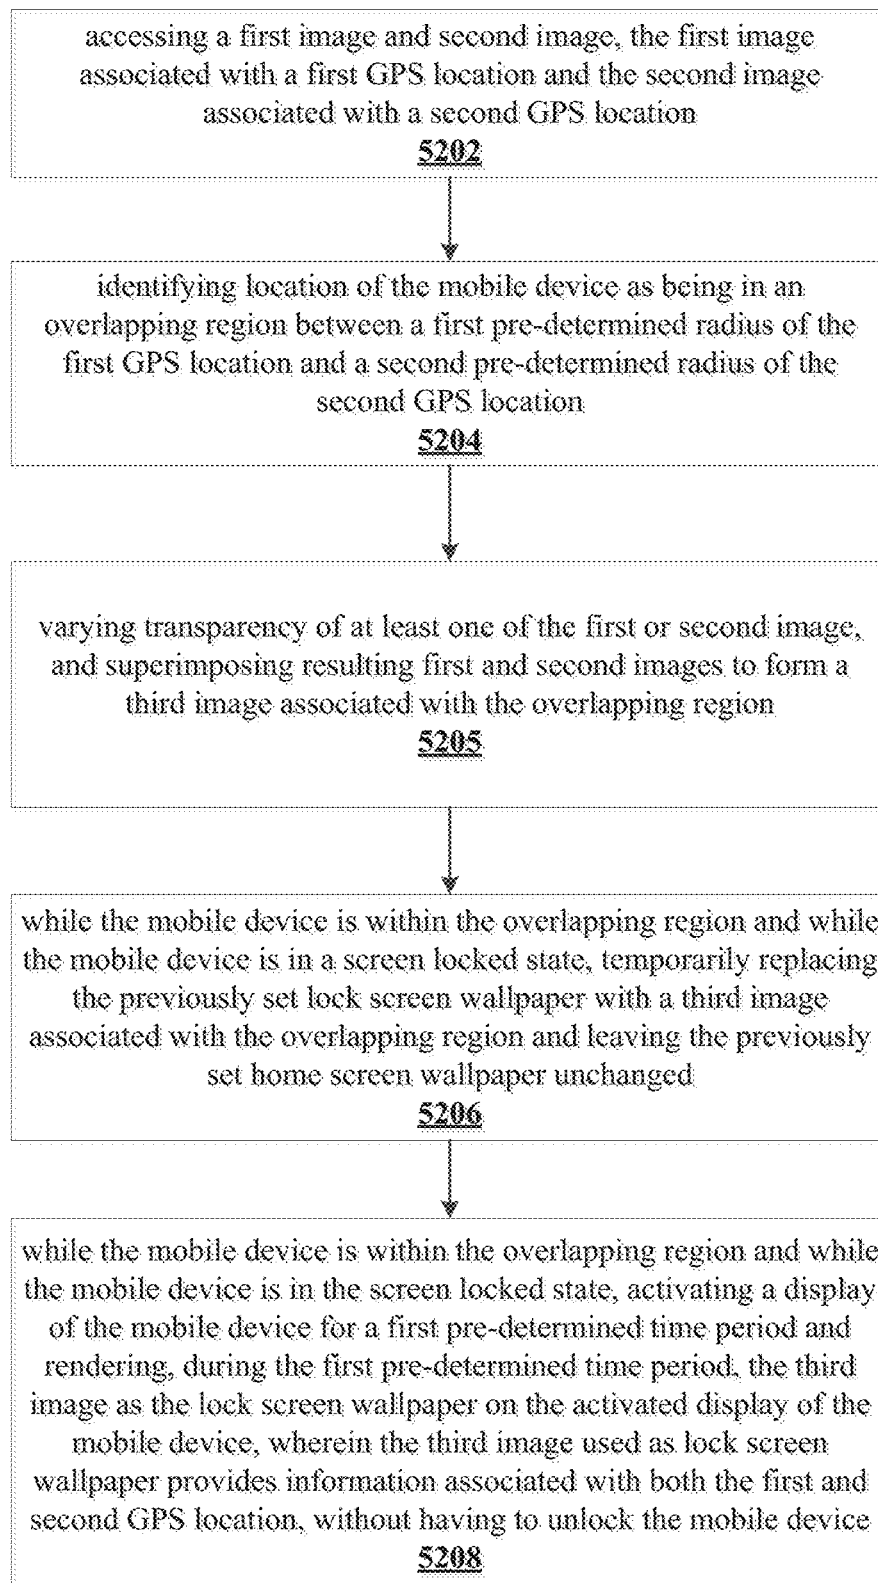 accessing a first image and second image, the first image
associated with a first GPS location and the second image
associated with a second GPS location
5202
identifying location of the mobile device as being in an
overlapping region between a first pre-determined radius of the
first GPS location and a second pre-determined radius of the
second GPS location
5204
varying transparency of at least one of the first or second image,
and superimposing resulting first and second images to form a
third image associated with the overlapping region
5205
while the mobile device is within the overlapping region and while
the mobile device is in a screen locked state, temporarily replacing
the previously set lock screen wallpaper with a third image
associated with the overlapping region and leaving the previously
set home screen wallpaper unchanged
5206
while the mobile device is within the overlapping region and while
the mobile device is in the screen locked state, activating a display
of the mobile device for a first pre-determined time period and
rendering, during the first pre-determined time period, the third
image as the lock screen wallpaper on the activated display of the
mobile device, wherein the third image used as lock screen
wallpaper provides information associated with both the first and
second GPS location, without having to unlock the mobile device
5208